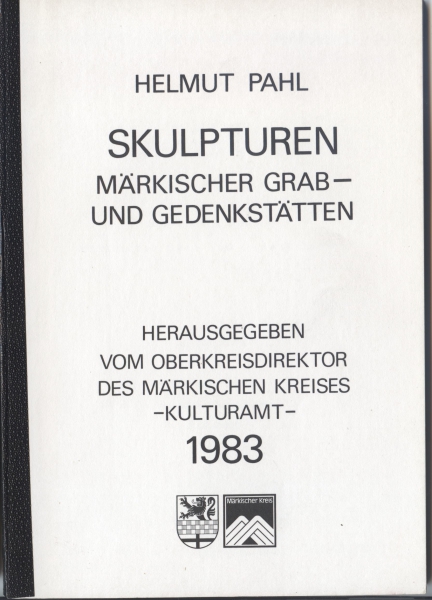 HELMUT PAHL
SKULPTUREN
MÄRKISCHER GRAB-
UND GEDENKSTÄTTEN
HERAUSGEGEBEN
VOM OBERKREISDIREKTOR
DES MÄRKISCHEN KREISES
-KULTURAMT-
1983
Märkischer Kreis